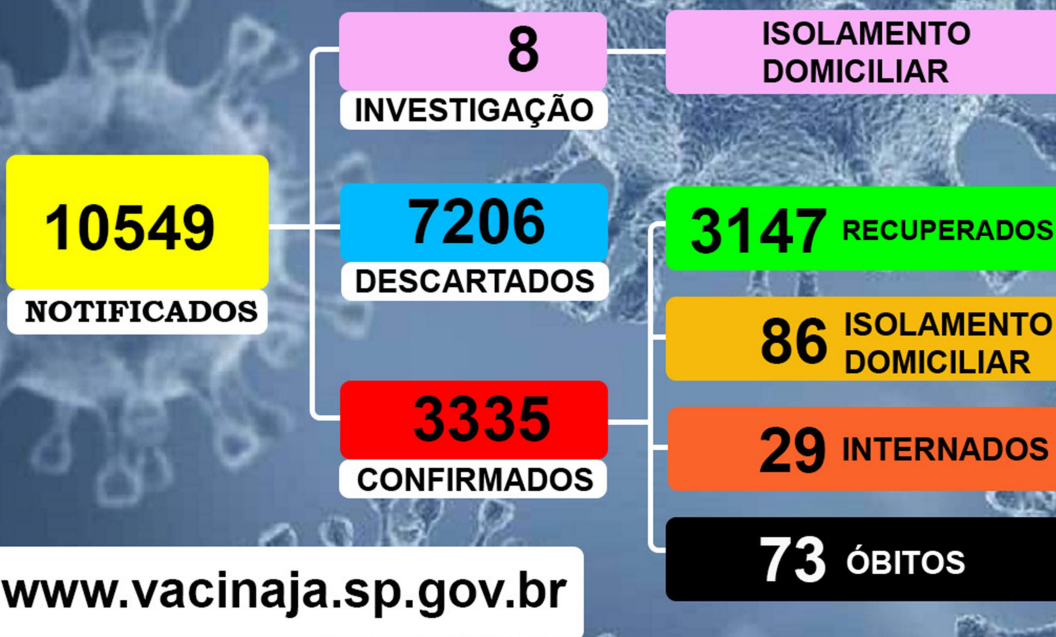 10549
NOTIFICADOS
8
INVESTIGAÇÃO
ISOLAMENTO
DOMICILIAR
7206
DESCARTADOS
3335
CONFIRMADOS
3147 RECUPERADOS
86 ISOLAMENTO
DOMICILIAR
29 INTERNADOS
73 ÓBITOS
www.vacinaja.sp.gov.br